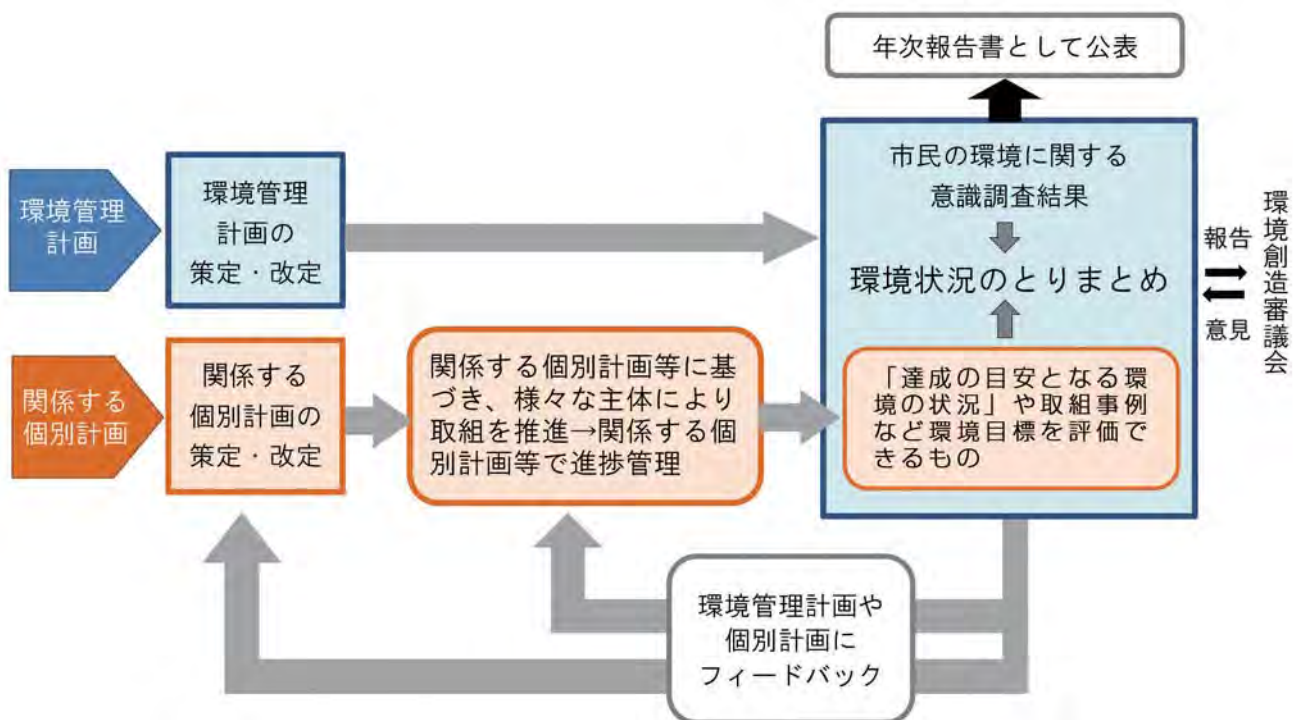 年次報告書として公表
環境管理
計画
環境管理
計画の
策定・改定
市民の環境に関する
意識調査結果
環境状況のとりまとめ
報告
意見
環境創造審議会
関係する
個別計画
関係する
個別計画の
策定・改定
関係する個別計画等に基
づき、様々な主体により
取組を推進→関係する個
別計画等で進捗管理
「達成の目安となる環
境の状況」や取組事例
など環境目標を評価で
きるもの
環境管理計画や
個別計画に
フィードバック